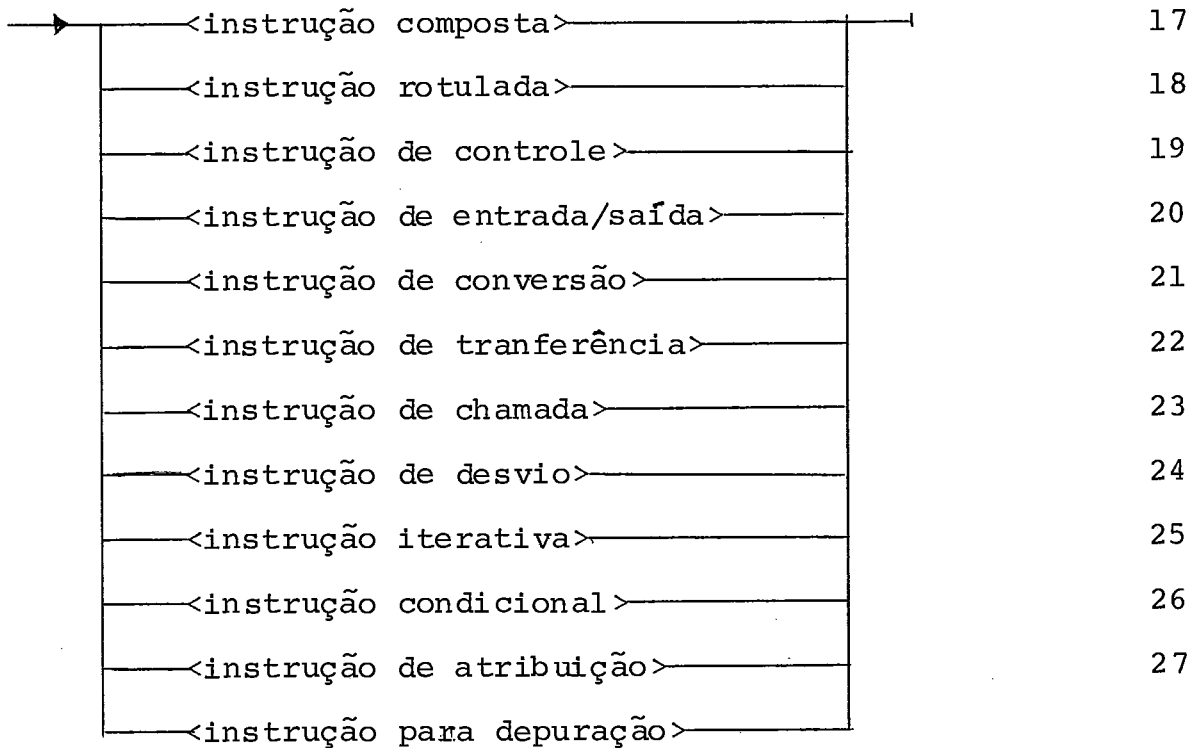 <instrução composta> 17
<instrução rotulada> 18
<instrução de controle> 19
<instrução de entrada/saída> 20
<instrução de conversão> 21
<instrução de tranferência> 22
<instrução de chamada> 23
<instrução de desvio> 24
<instrução iterativa> 25
<instrução condicional> 26
<instrução de atribuição> 27
<instrução para depuração>